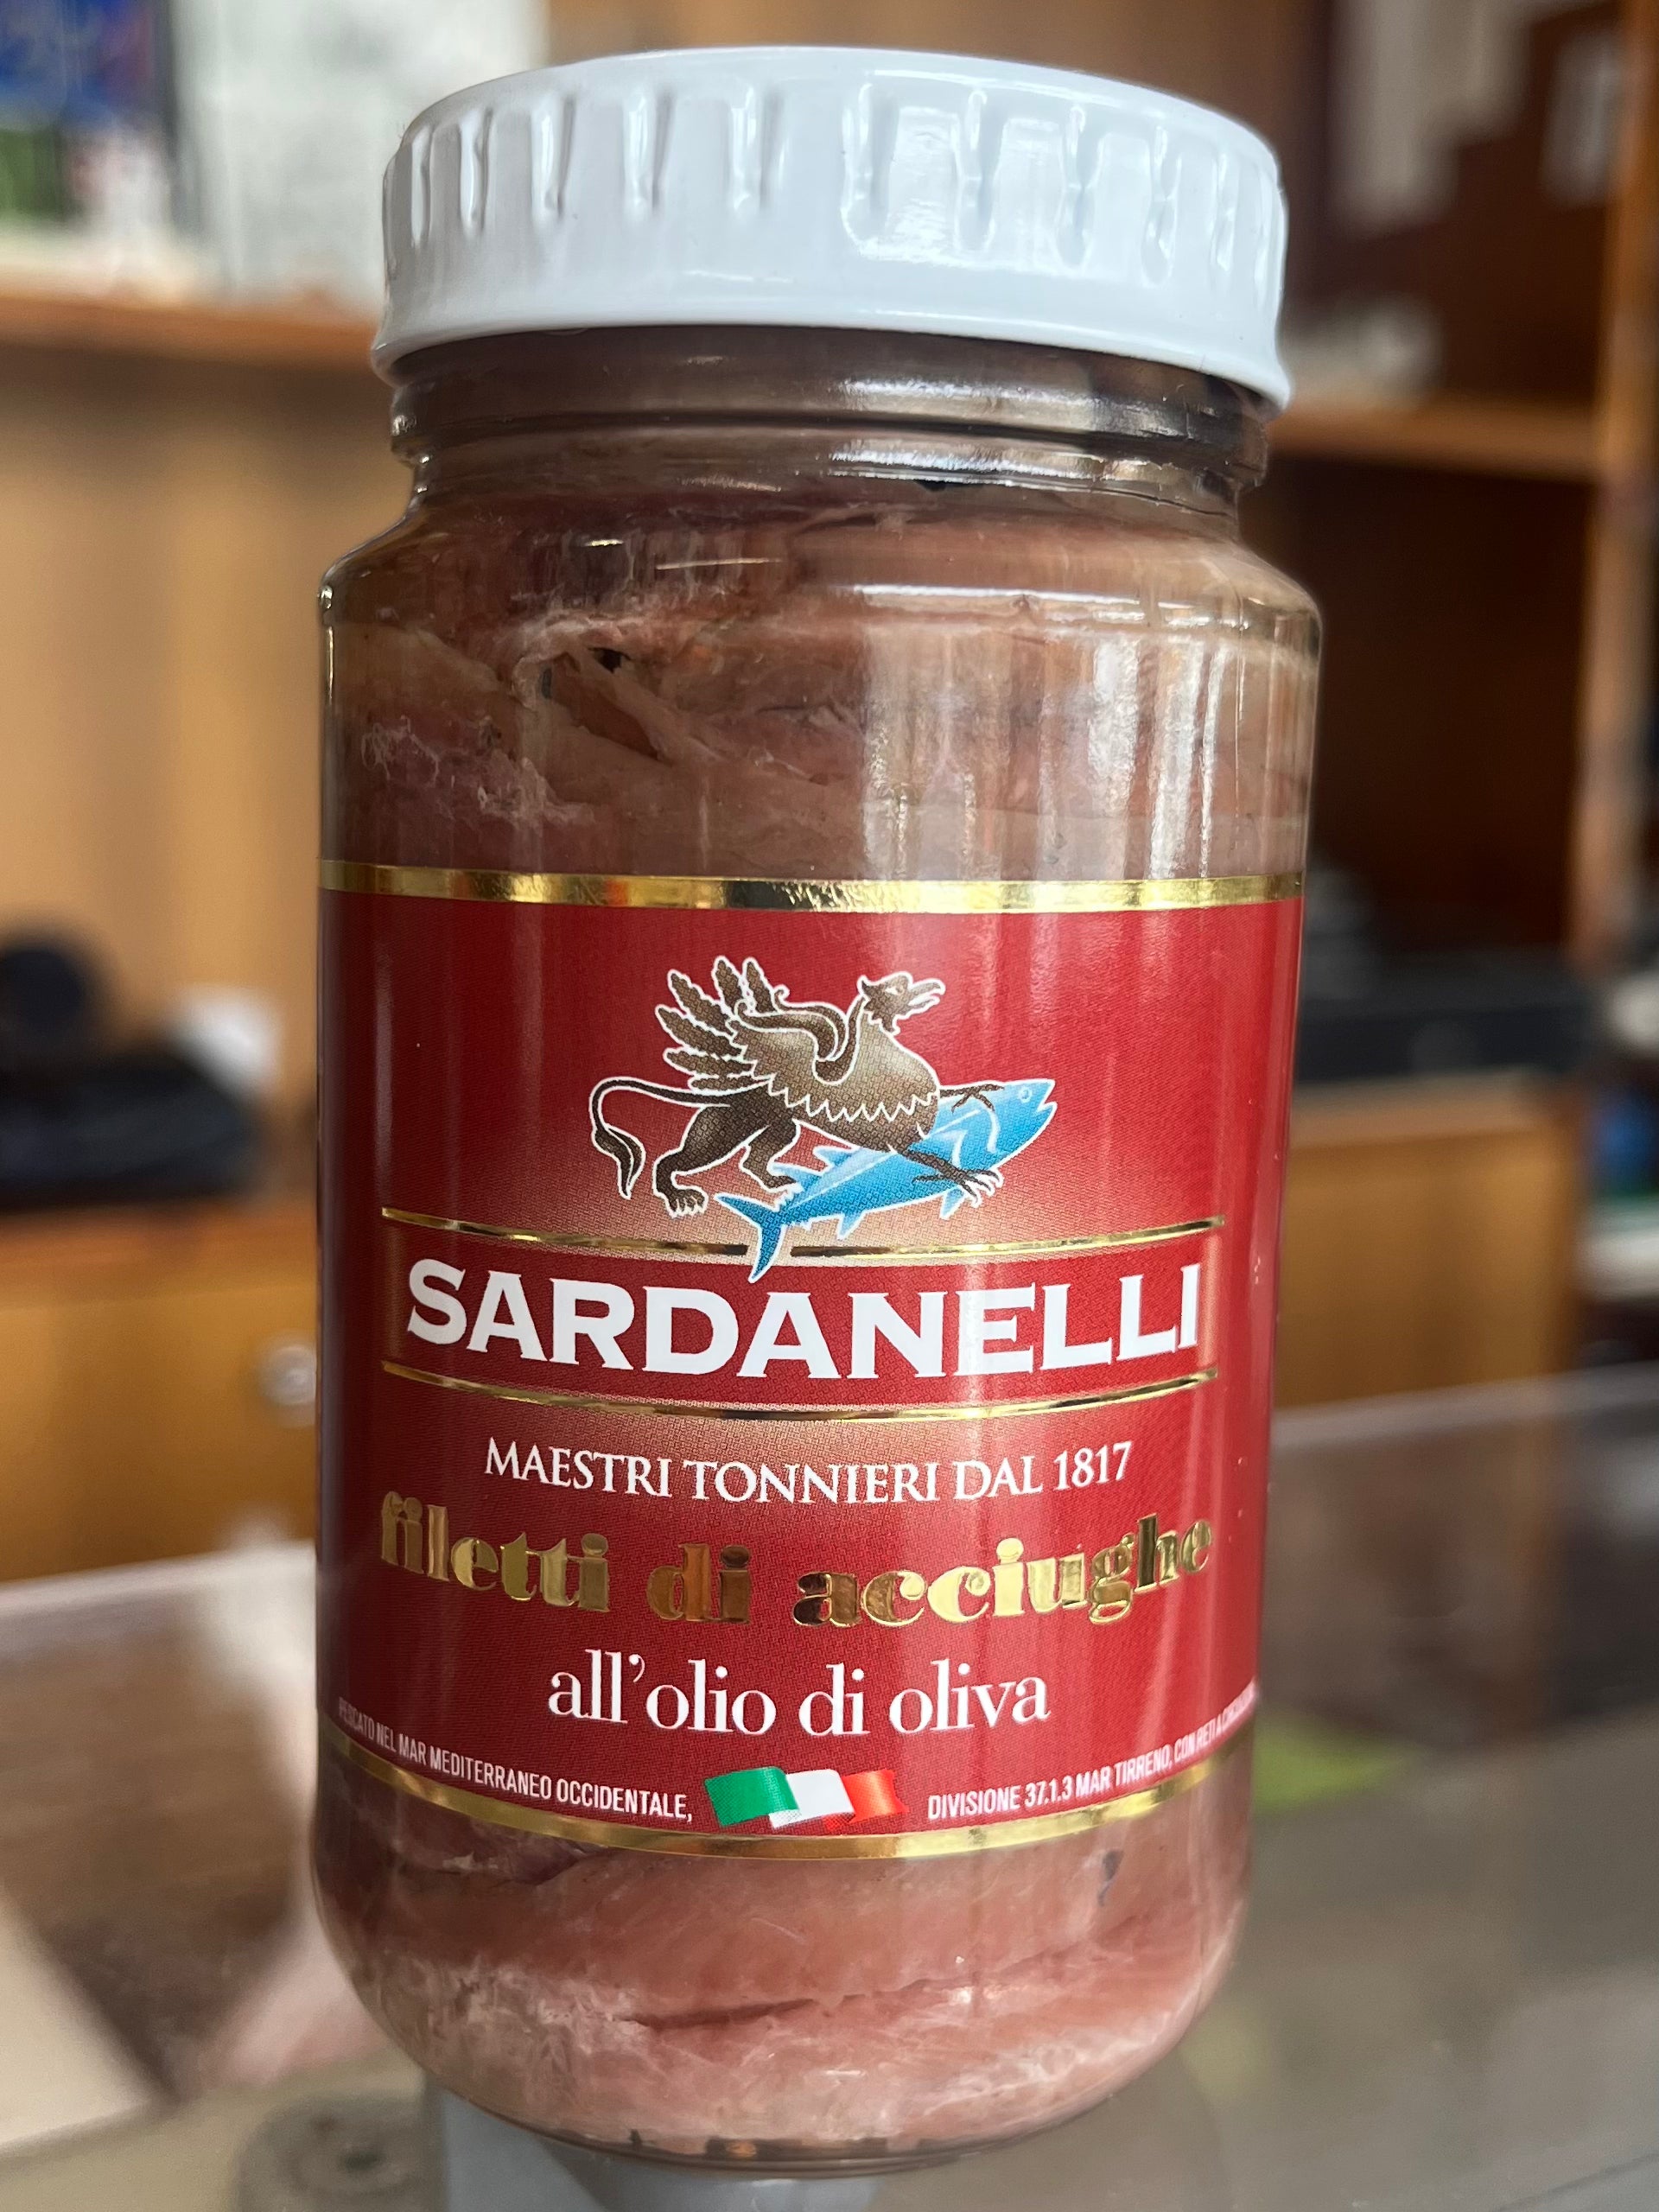 SARDANELLI
MAESTRI TONNIERI DAL 1817
filetti di acciughe
all'olio di oliva
PESCATO NEL MAR MEDITERRANEO OCCIDENTALE, DIVISIONE 37.1.3 MAR TIRRENO, CON RETI A